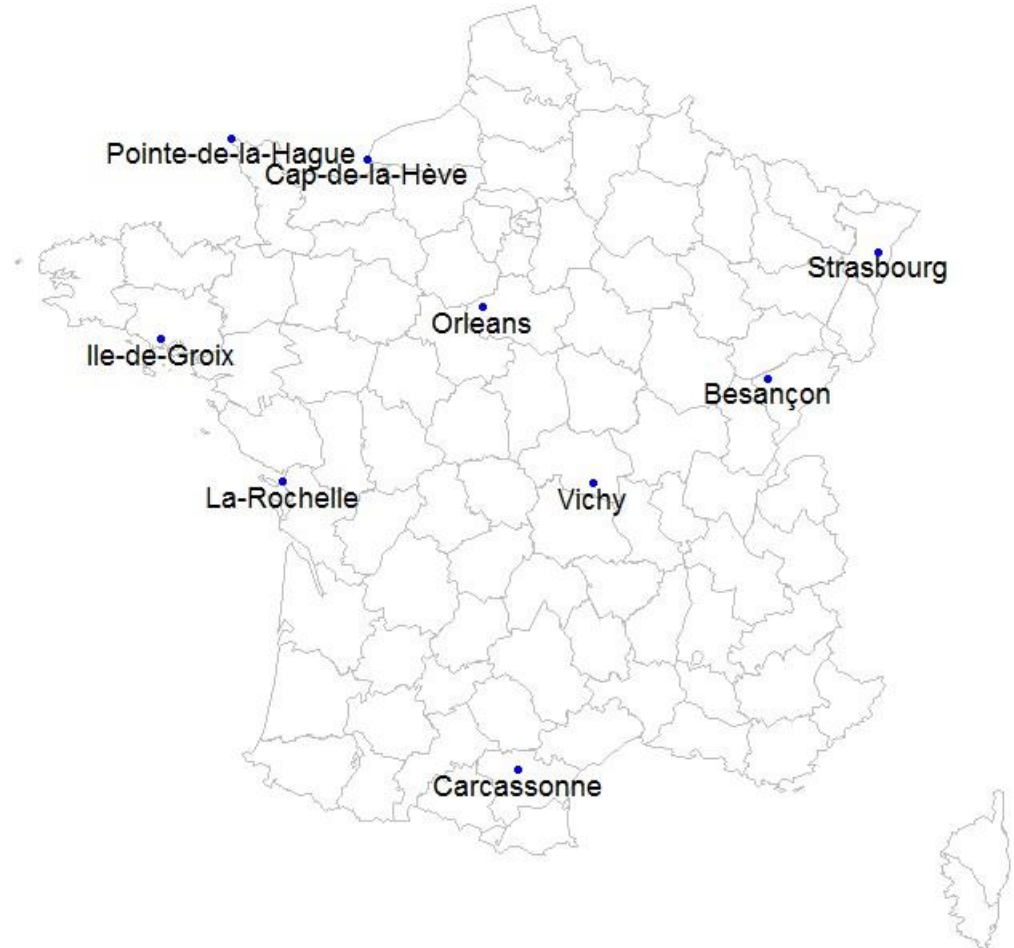 Pointe-de-la-Hague
Cap-de-la-Hève
Strasbourg
Orleans
Ile-de-Groix
Besançon
La-Rochelle
Vichy
Carcassonne